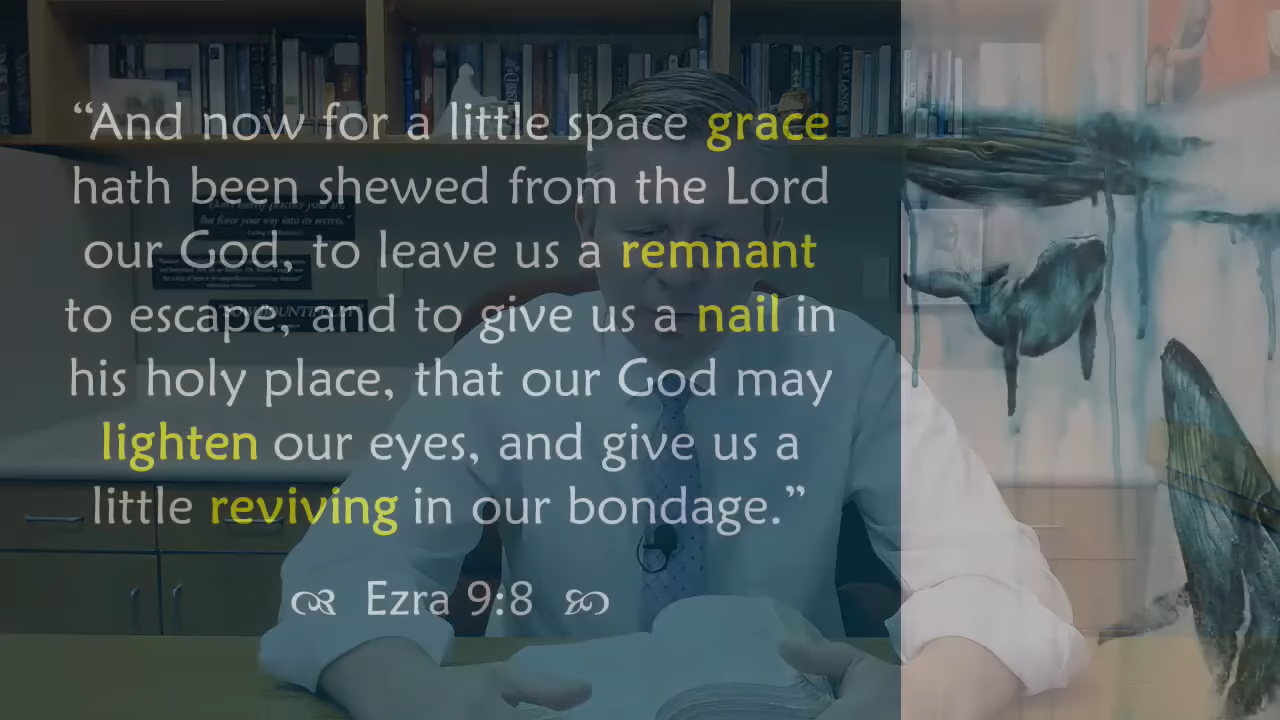 “And now for a little space grace
hath been shewed from the Lord
our God, to leave us a remnant
to escape, and to give us a nail in
his holy place, that our God may
lighten our eyes, and give us a
little reviving in our bondage.”
Ezra 9:8